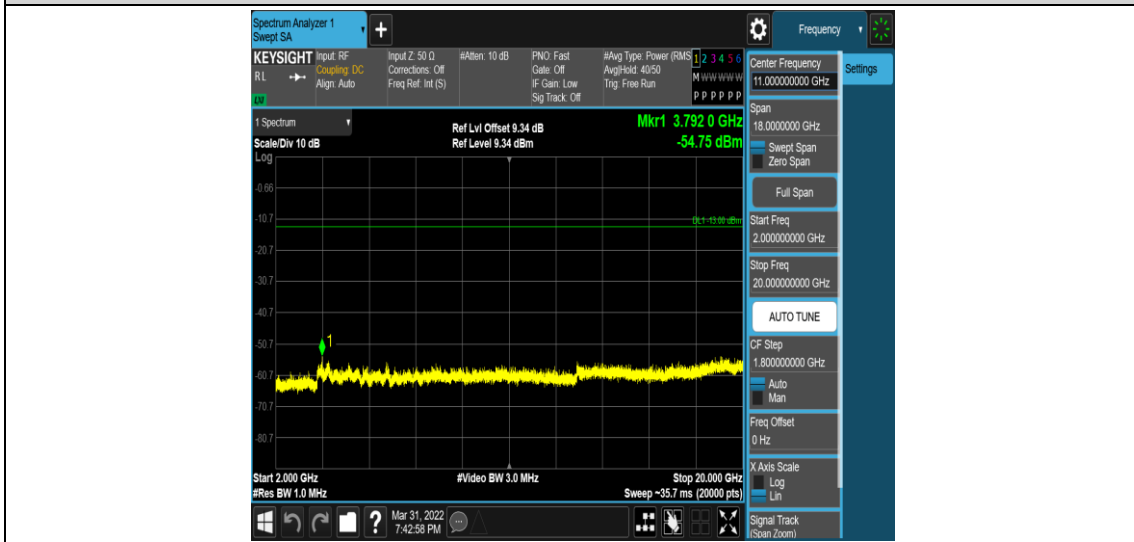 Spectrum Analyzer 1
Swept SA
Frequency
KEYSIGHT
RL
Input: RF
Coupling: DC
Align: Auto
Input Z: 50 Ω
Corrections: Off
Freq Ref: Int (S)
#Atten: 10 dB
PNO: Fast
Gate: Off
IF Gain: Low
Sig Track: Off
#Avg Type: Power (RMS
Avg|Hold: 40/50
Trig: Free Run
1 2 3 4 5 6
M W W W W W
P P P P P P
1 Spectrum
Scale/Div 10 dB
Log
Ref Lvl Offset 9.34 dB
Ref Level 9.34 dBm
Mkr1 3.792 0 GHz
-54.75 dBm
-0.66
-10.7
-20.7
-30.7
-40.7
-50.7
-60.7
-70.7
-80.7
DL1 -13.00 dBm
1
Start 2.000 GHz
#Res BW 1.0 MHz
#Video BW 3.0 MHz
Stop 20.000 GHz
Sweep ~35.7 ms (20000 pts)
Mar 31, 2022
7:42:58 PM
Center Frequency
11.000000000 GHz
Settings
Span
18.0000000 GHz
Swept Span
Zero Span
Full Span
Start Freq
2.000000000 GHz
Stop Freq
20.000000000 GHz
AUTO TUNE
CF Step
1.800000000 GHz
Auto
Man
Freq Offset
0 Hz
X Axis Scale
Log
Lin
Signal Track
(Span Zoom)